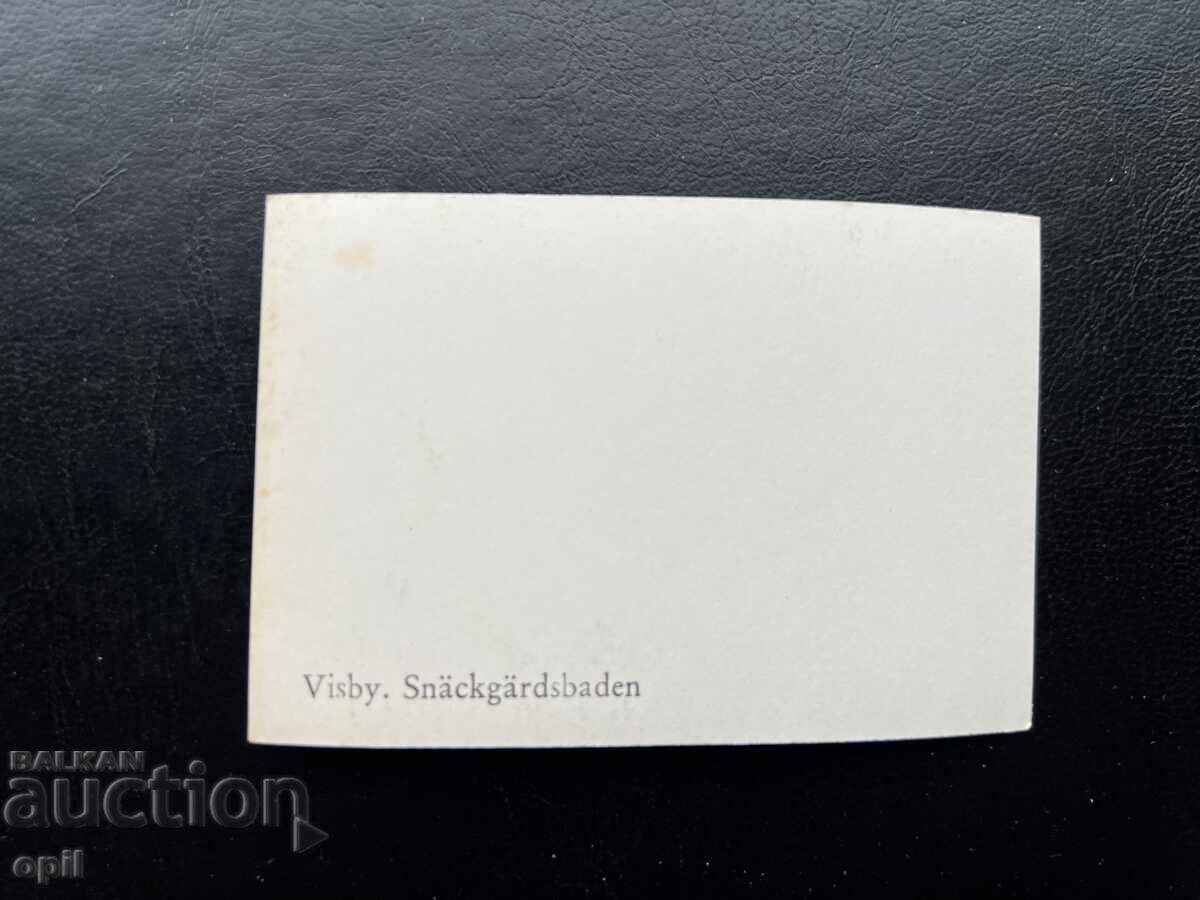 Visby. Snäckgärdsbaden
BALKAN
auction
opil